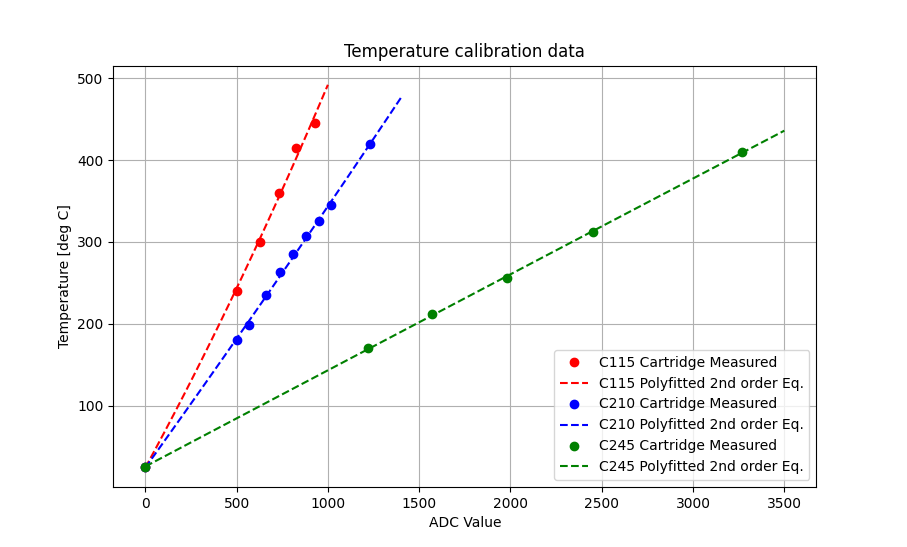 Temperature calibration data
500
400
300
200
100
Temperature [deg C]
0
500
1000
1500
2000
2500
3000
3500
ADC Value
C115 Cartridge Measured
C115 Polyfitted 2nd order Eq.
C210 Cartridge Measured
C210 Polyfitted 2nd order Eq.
C245 Cartridge Measured
C245 Polyfitted 2nd order Eq.